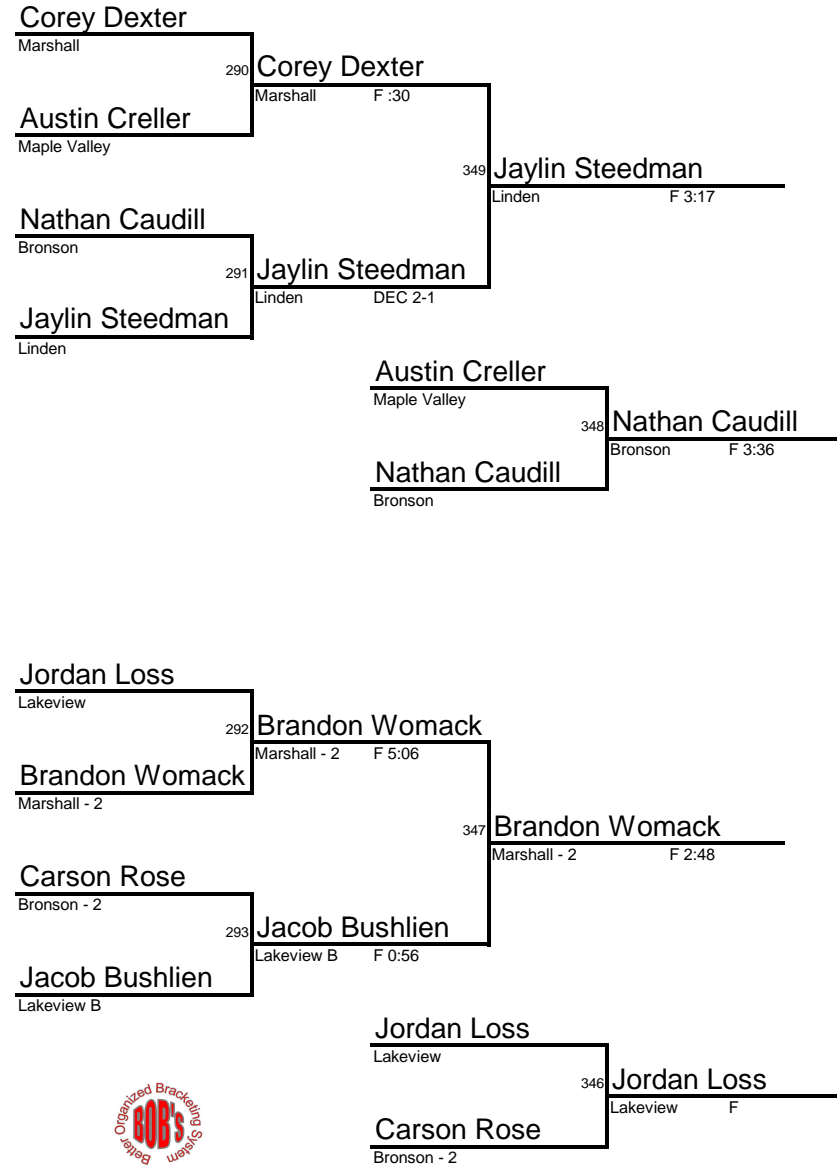 Corey Dexter
Marshall
290 Corey Dexter
Marshall F :30
Austin Creller
Maple Valley
349 Jaylin Steedman
Linden F 3:17
Nathan Caudill
Bronson
291 Jaylin Steedman
Linden DEC 2-1
Jaylin Steedman
Linden
Austin Creller
Maple Valley
348 Nathan Caudill
Bronson F 3:36
Nathan Caudill
Bronson
Jordan Loss
Lakeview
292 Brandon Womack
Marshall - 2 F 5:06
Brandon Womack
Marshall - 2
347 Brandon Womack
Marshall - 2 F 2:48
Carson Rose
Bronson - 2
293 Jacob Bushlien
Lakeview B F 0:56
Jacob Bushlien
Lakeview B
Jordan Loss
Lakeview
346 Jordan Loss
Lakeview F
Carson Rose
Bronson - 2
Better Organized Bracketing System
BOB's